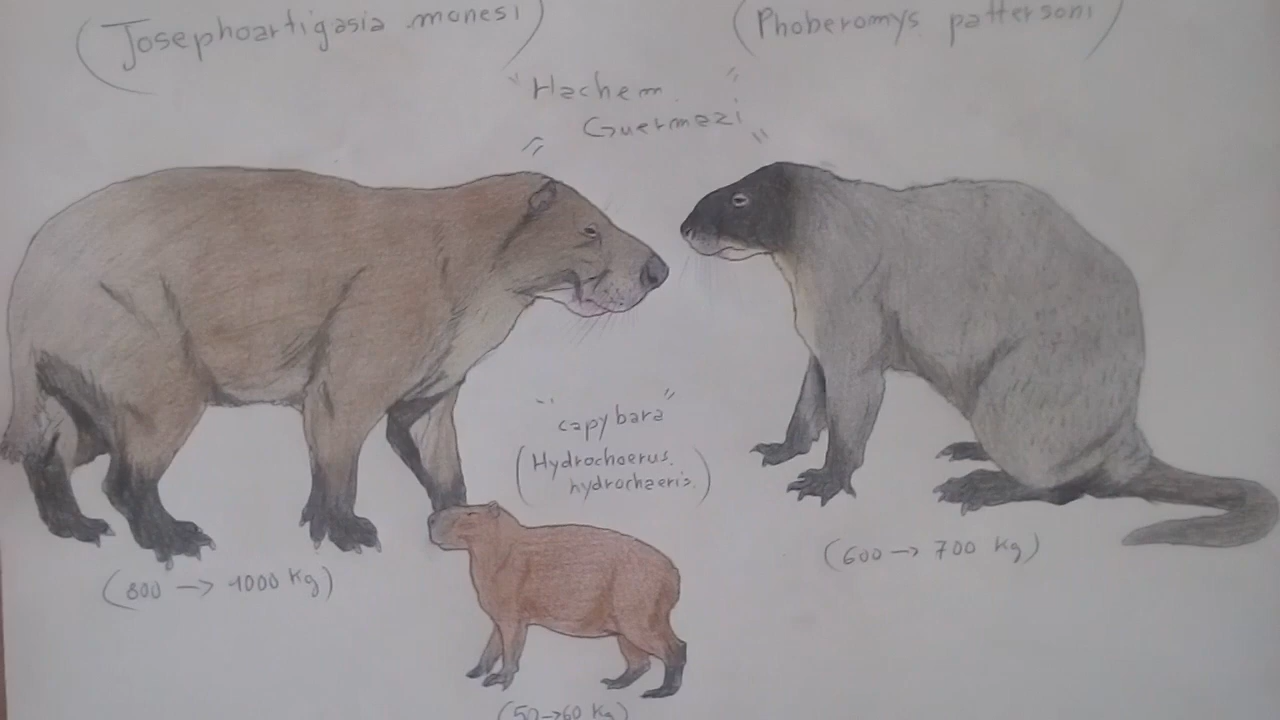 (Josephoartigasia monesi)
(Phoberomys pattersoni)
"Hachem
Guermezi"
"capybara"
(Hydrochoerus
hydrochaeris)
(800 → 1000 Kg)
(600 → 700 Kg)
(50 → 60 Kg)